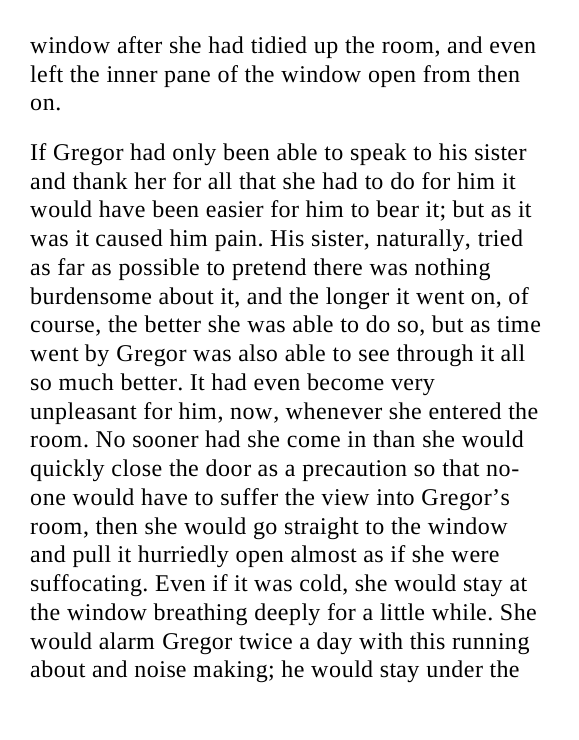 window after she had tidied up the room, and even
left the inner pane of the window open from then
on.
If Gregor had only been able to speak to his sister
and thank her for all that she had to do for him it
would have been easier for him to bear it; but as it
was it caused him pain. His sister, naturally, tried
as far as possible to pretend there was nothing
burdensome about it, and the longer it went on, of
course, the better she was able to do so, but as time
went by Gregor was also able to see through it all
so much better. It had even become very
unpleasant for him, now, whenever she entered the
room. No sooner had she come in than she would
quickly close the door as a precaution so that no-
one would have to suffer the view into Gregor’s
room, then she would go straight to the window
and pull it hurriedly open almost as if she were
suffocating. Even if it was cold, she would stay at
the window breathing deeply for a little while. She
would alarm Gregor twice a day with this running
about and noise making; he would stay under the